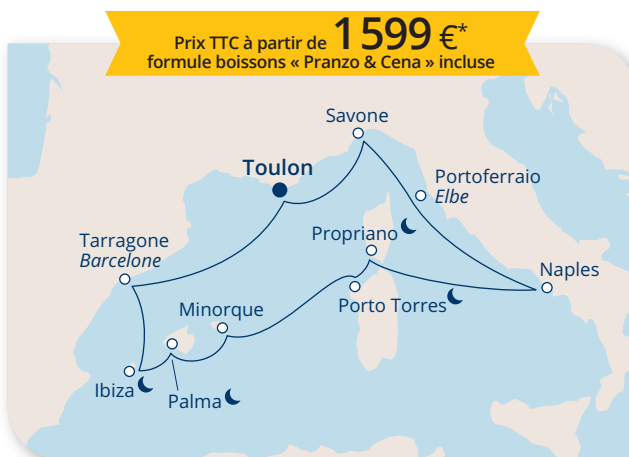 Prix TTC à partir de 1 599 €*
formule boissons « Pranzo & Cena » incluse
Savone
Toulon
Portoferraio
Elbe
Propriano
Tarragone
Barcelone
Naples
Minorque
Porto Torres
Ibiza
Palma